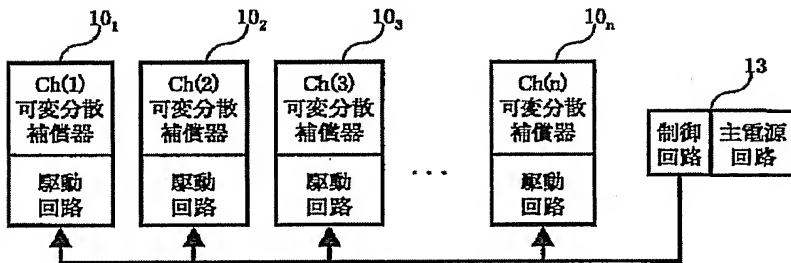 10₁
10₂
10₃
10ₙ
Ch(1)
可変分散
補償器
駆動
回路
Ch(2)
可変分散
補償器
駆動
回路
Ch(3)
可変分散
補償器
駆動
回路
...
Ch(n)
可変分散
補償器
駆動
回路
13
制御
回路
主電源
回路